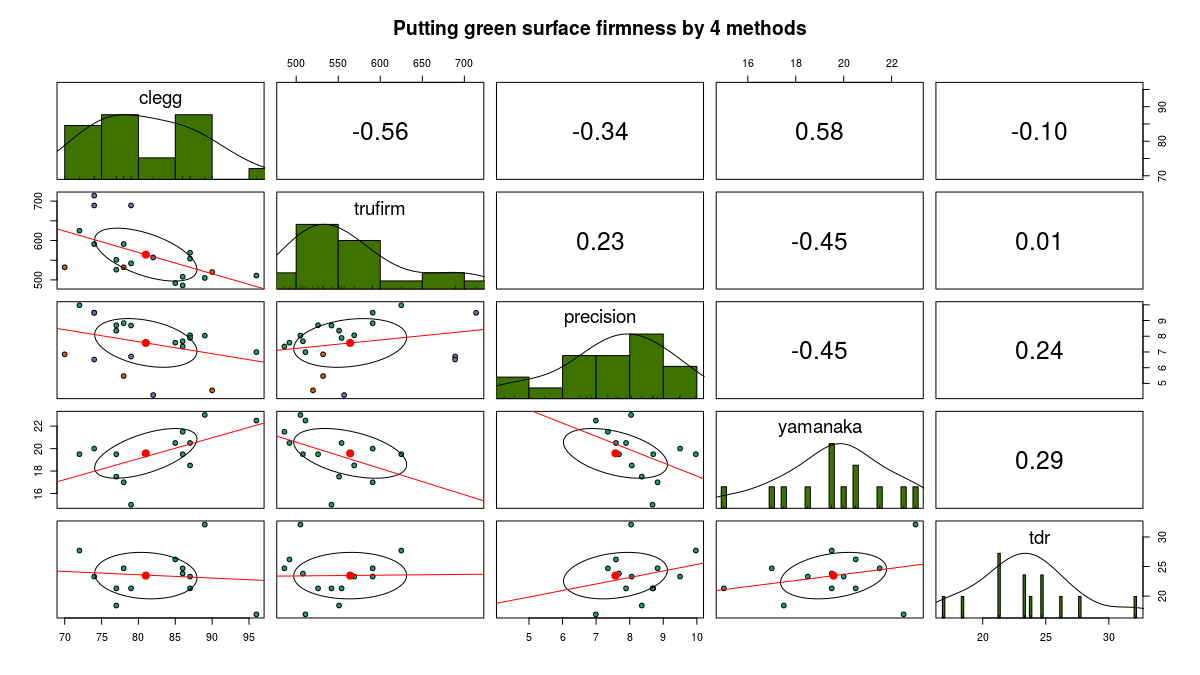 Putting green surface firmness by 4 methods
500 550 600 650 700
16 18 20 22
clegg
-0.56
-0.34
0.58
-0.10
70 80 90
500 600 700
trufirm
0.23
-0.45
0.01
precision
-0.45
0.24
5 6 7 8 9
16 18 20 22
yamanaka
0.29
tdr
20 25 30
70 75 80 85 90 95
5 6 7 8 9 10
20 25 30